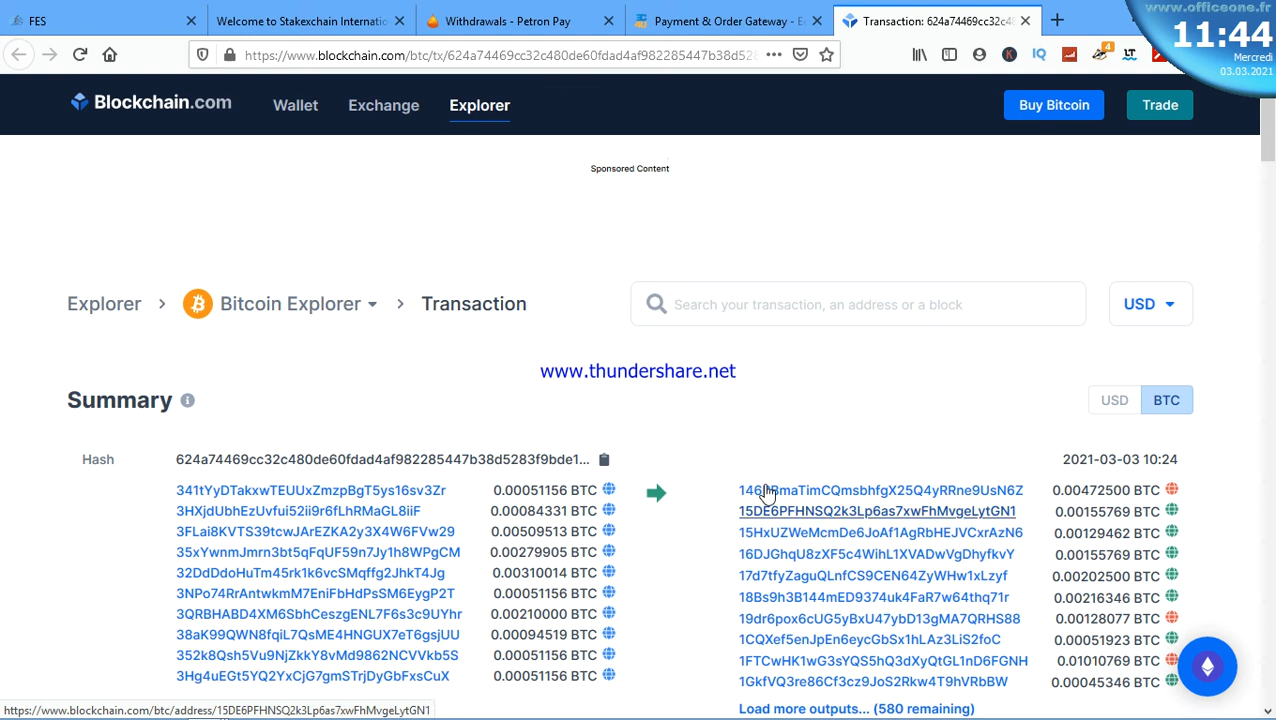 FES
Welcome to Stakexchain Internatio
Withdrawals - Petron Pay
Payment & Order Gateway - Ec
Transaction: 624a74469cc32c48
www.officeone.fr
11:44
Mercredi
03.03.2021
https://www.blockchain.com/btc/tx/624a74469cc32c480de60fdad4af982285447b38d52
IQ
4
LT
Blockchain.com
Wallet
Exchange
Explorer
Buy Bitcoin
Trade
Sponsored Content
Explorer > Bitcoin Explorer > Transaction
Search your transaction, an address or a block
USD
www.thundershare.net
Summary
USD
BTC
Hash
624a74469cc32c480de60fdad4af982285447b38d5283f9bde1...
2021-03-03 10:24
341tYyDTakxwTEUUxZmzpBgT5ys16sv3Zr 0.00051156 BTC
0.00472500 BTC
3HXjdUbhEzUvfui52ii9r6fLhRMaGL8iiF 0.00084331 BTC
15DE6PFHNSQ2k3Lp6as7xwFhMvgeLytGN1 0.00155769 BTC
3FLai8KVTS39tcwJArEZKA2y3X4W6FVw29 0.00509513 BTC
15HxUZWeMcmDe6JoAf1AgRbHEJVCxrAzN6 0.00129462 BTC
35xYwnmJmrn3bt5qFqUF59n7Jy1h8WPgCM 0.00279905 BTC
16DJGhqU8zXF5c4WihL1XVADwVgDhyfkvY 0.00155769 BTC
32DdDdoHuTm45rk1k6vcSMqffg2JhkT4Jg 0.00310014 BTC
17d7tfyZaguQLnfCS9CEN64ZyWHw1xLzyf 0.00202500 BTC
3NPo74RrAntwkmM7EniFbHdPsSM6EygP2T 0.00051156 BTC
18Bs9h3B144mED9374uk4FaR7w64thq71r 0.00216346 BTC
3QRBHABD4XM6SbhCeszgENL7F6s3c9UYhr 0.00210000 BTC
19dr6pox6cUG5yBxU47ybD13gMA7QRHS88 0.00128077 BTC
38aK99QWN8fqiL7QsME4HNGUX7eT6gsjUU 0.00094519 BTC
1CQXef5enJpEn6eycGbSx1hLAz3LiS2foC 0.00051923 BTC
352k8Qsh5Vu9NjZkkY8vMd9862NCVVkb5S 0.00051156 BTC
1FTCwHK1wG3sYQS5hQ3dXyQtGL1nD6FGNH 0.01010769 BTC
3Hg4uEGt5YQ2YxCjG7gmSTrjDyGbFxsCuX 0.00051156 BTC
1GkfVQ3re86Cf3cz9JoS2Rkw4T9hVRbBW 0.00045346 BTC
Load more outputs... (580 remaining)
https://www.blockchain.com/btc/address/15DE6PFHNSQ2k3Lp6as7xwFhMvgeLytGN1